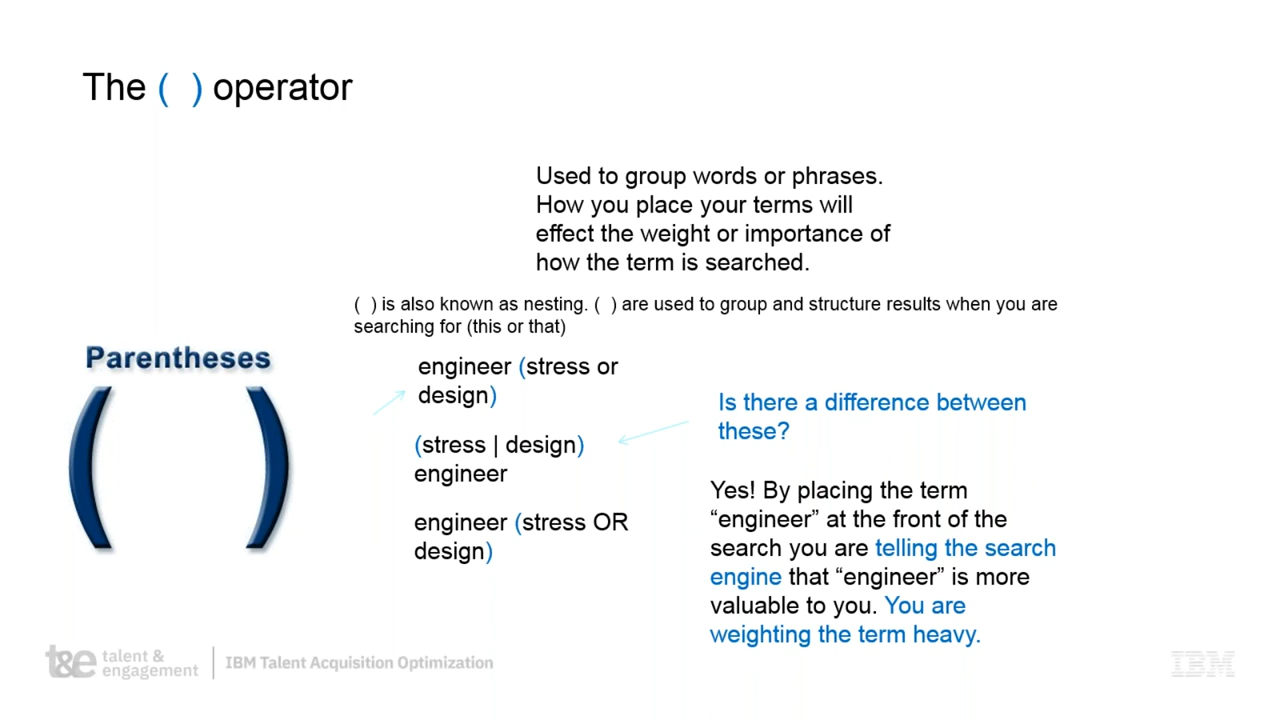 The ( ) operator
Used to group words or phrases.
How you place your terms will
effect the weight or importance of
how the term is searched.
( ) is also known as nesting. ( ) are used to group and structure results when you are
searching for (this or that)
Parentheses
( )
engineer (stress or
design)
(stress | design)
engineer
engineer (stress OR
design)
Is there a difference between
these?
Yes! By placing the term
“engineer” at the front of the
search you are telling the search
engine that “engineer” is more
valuable to you. You are
weighting the term heavy.
t&e talent &
engagement
IBM Talent Acquisition Optimization
IBM